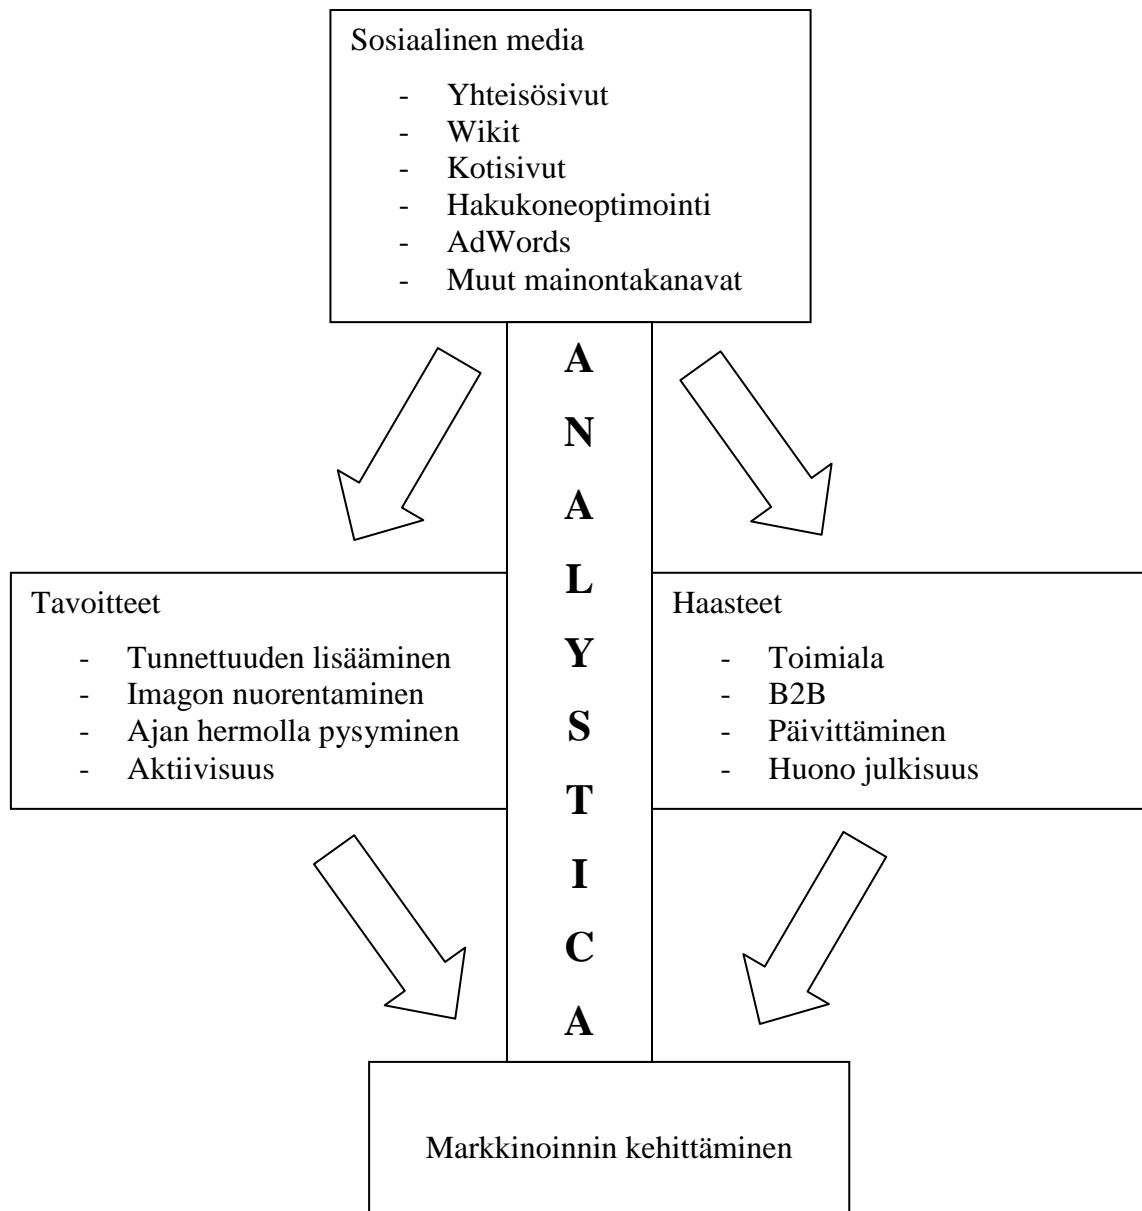 Sosiaalinen media
- Yhteisösivut
- Wikit
- Kotisivut
- Hakukoneoptimointi
- AdWords
- Muut mainontakanavat
A
N
A
L
Y
S
T
I
C
A
Tavoitteet
- Tunnettuuden lisääminen
- Imagon nuorentaminen
- Ajan hermolla pysyminen
- Aktiivisuus
Haasteet
- Toimiala
- B2B
- Päivittäminen
- Huono julkisuus
Markkinoinnin kehittäminen